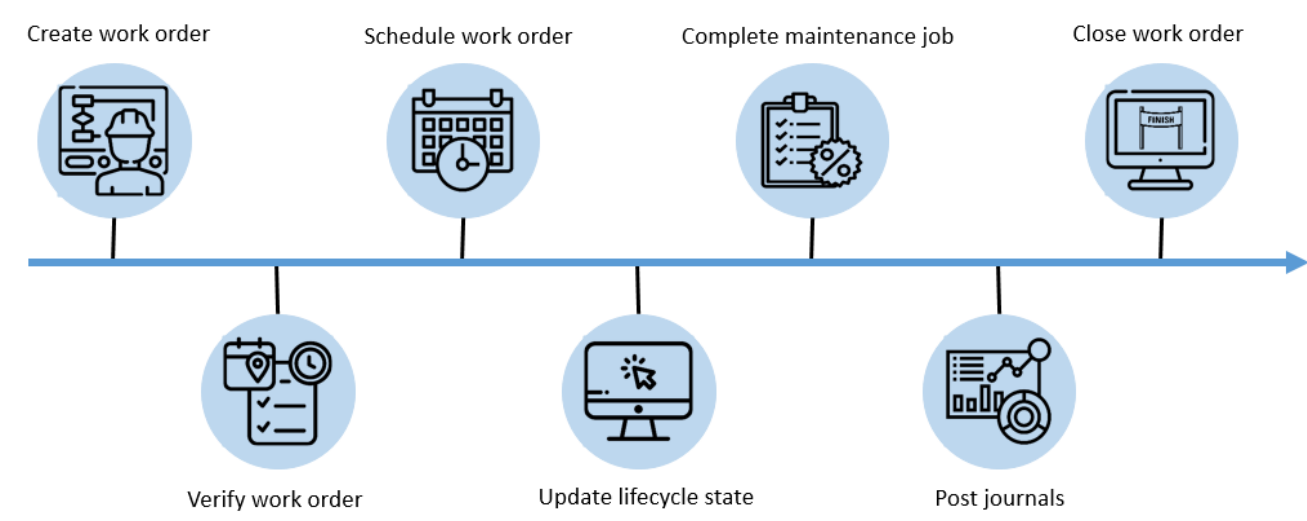 Create work order
Schedule work order
Complete maintenance job
Close work order
FINISH
Verify work order
Update lifecycle state
Post journals